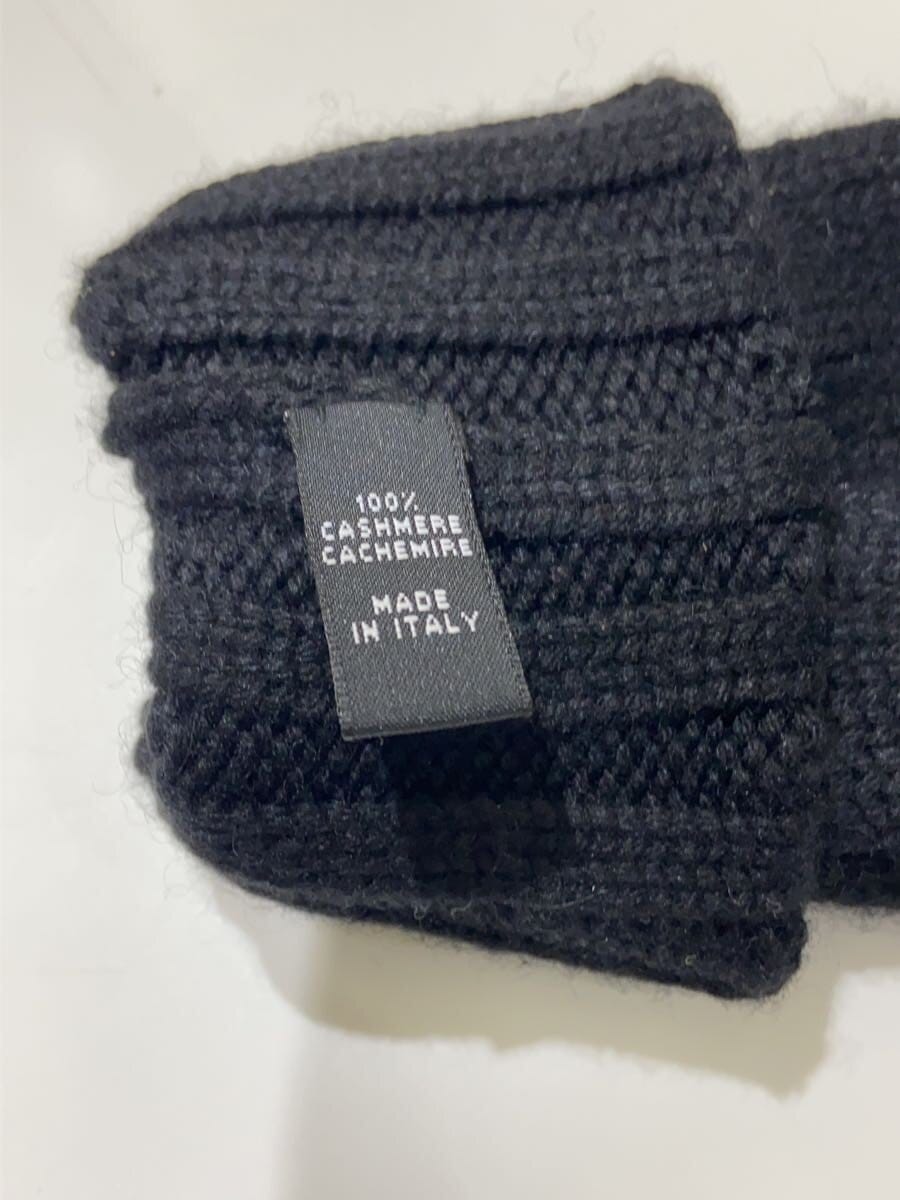 100%
CASHMERE
CACHEMIRE
MADE
IN ITALY